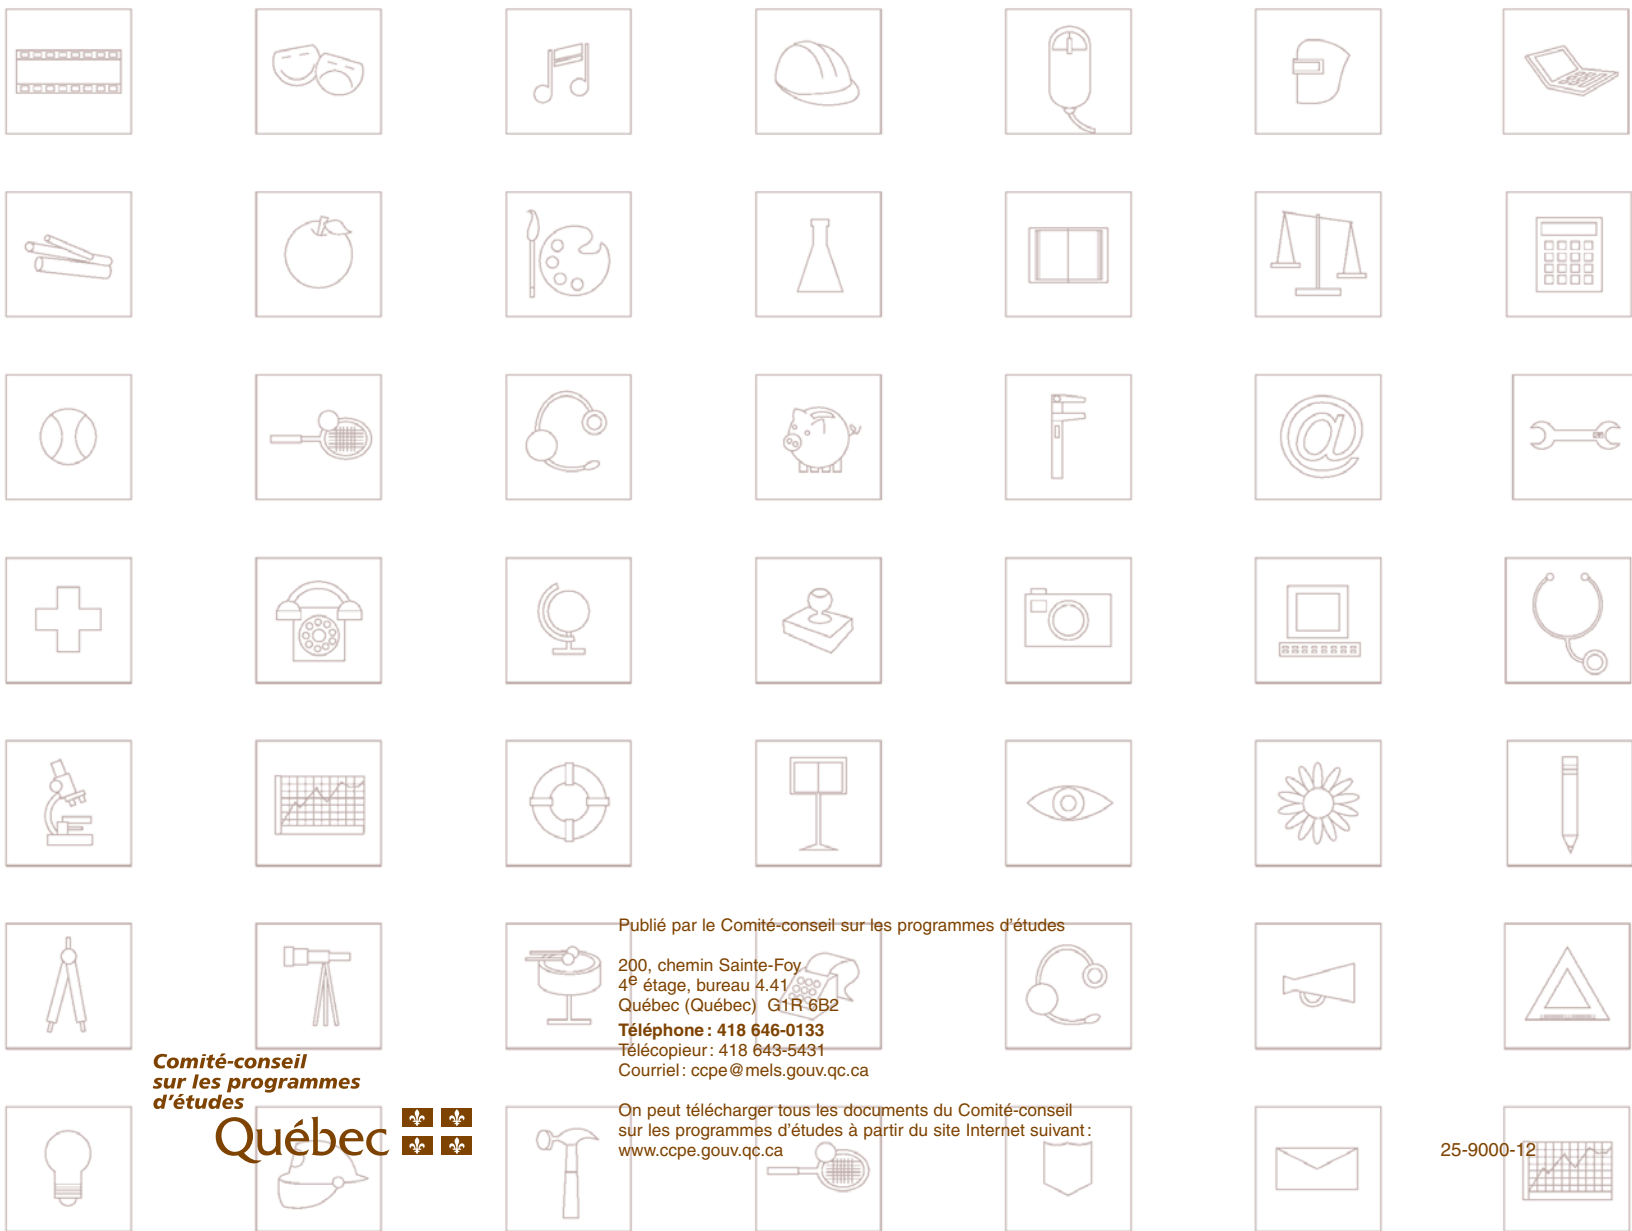 Publié par le Comité-conseil sur les programmes d'études
200, chemin Sainte-Foy
4e étage, bureau 4.41
Québec (Québec) G1R 6B2
Téléphone : 418 646-0133
Télécopieur : 418 643-5431
Courriel : ccpe@mels.gouv.qc.ca
On peut télécharger tous les documents du Comité-conseil
sur les programmes d'études à partir du site Internet suivant :
www.ccpe.gouv.qc.ca
Comité-conseil
sur les programmes
d'études
Québec
25-9000-12